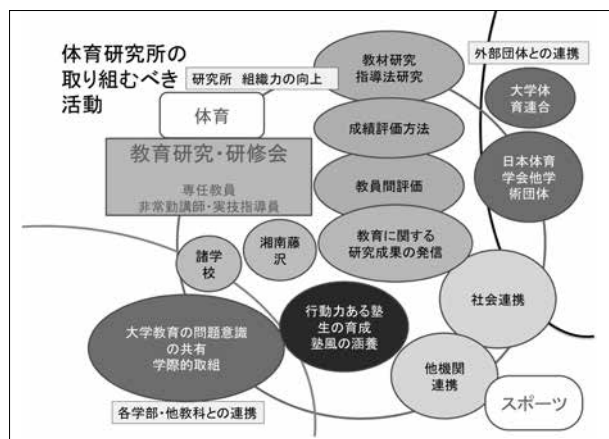 体育研究所の
取り組むべき
活動
研究所 組織力の向上
体育
教育研究・研修会
専任教員
非常勤講師・実技指導員
教材研究
指導法研究
成績評価方法
教員間評価
教育に関する
研究成果の発信
外部団体との連携
大学体
育連合
日本体育
学会他学
術団体
諸学
校
湘南藤
沢
大学教育の問題意識
の共有
学際的取組
各学部・他教科との連携
行動力ある塾
生の育成
塾風の涵養
社会連携
他機関
連携
スポーツ